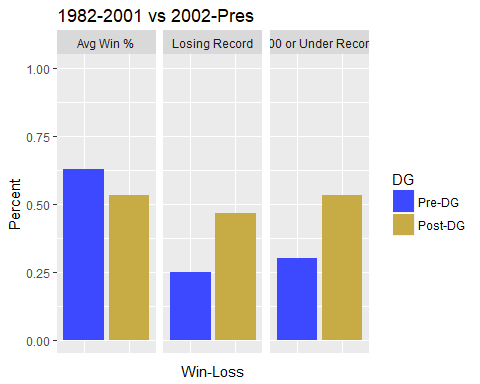 1982-2001 vs 2002-Pres
Avg Win %
Losing Record
00 or Under Recor
1.00
0.75
0.50
0.25
0.00
Percent
Win-Loss
DG
Pre-DG
Post-DG